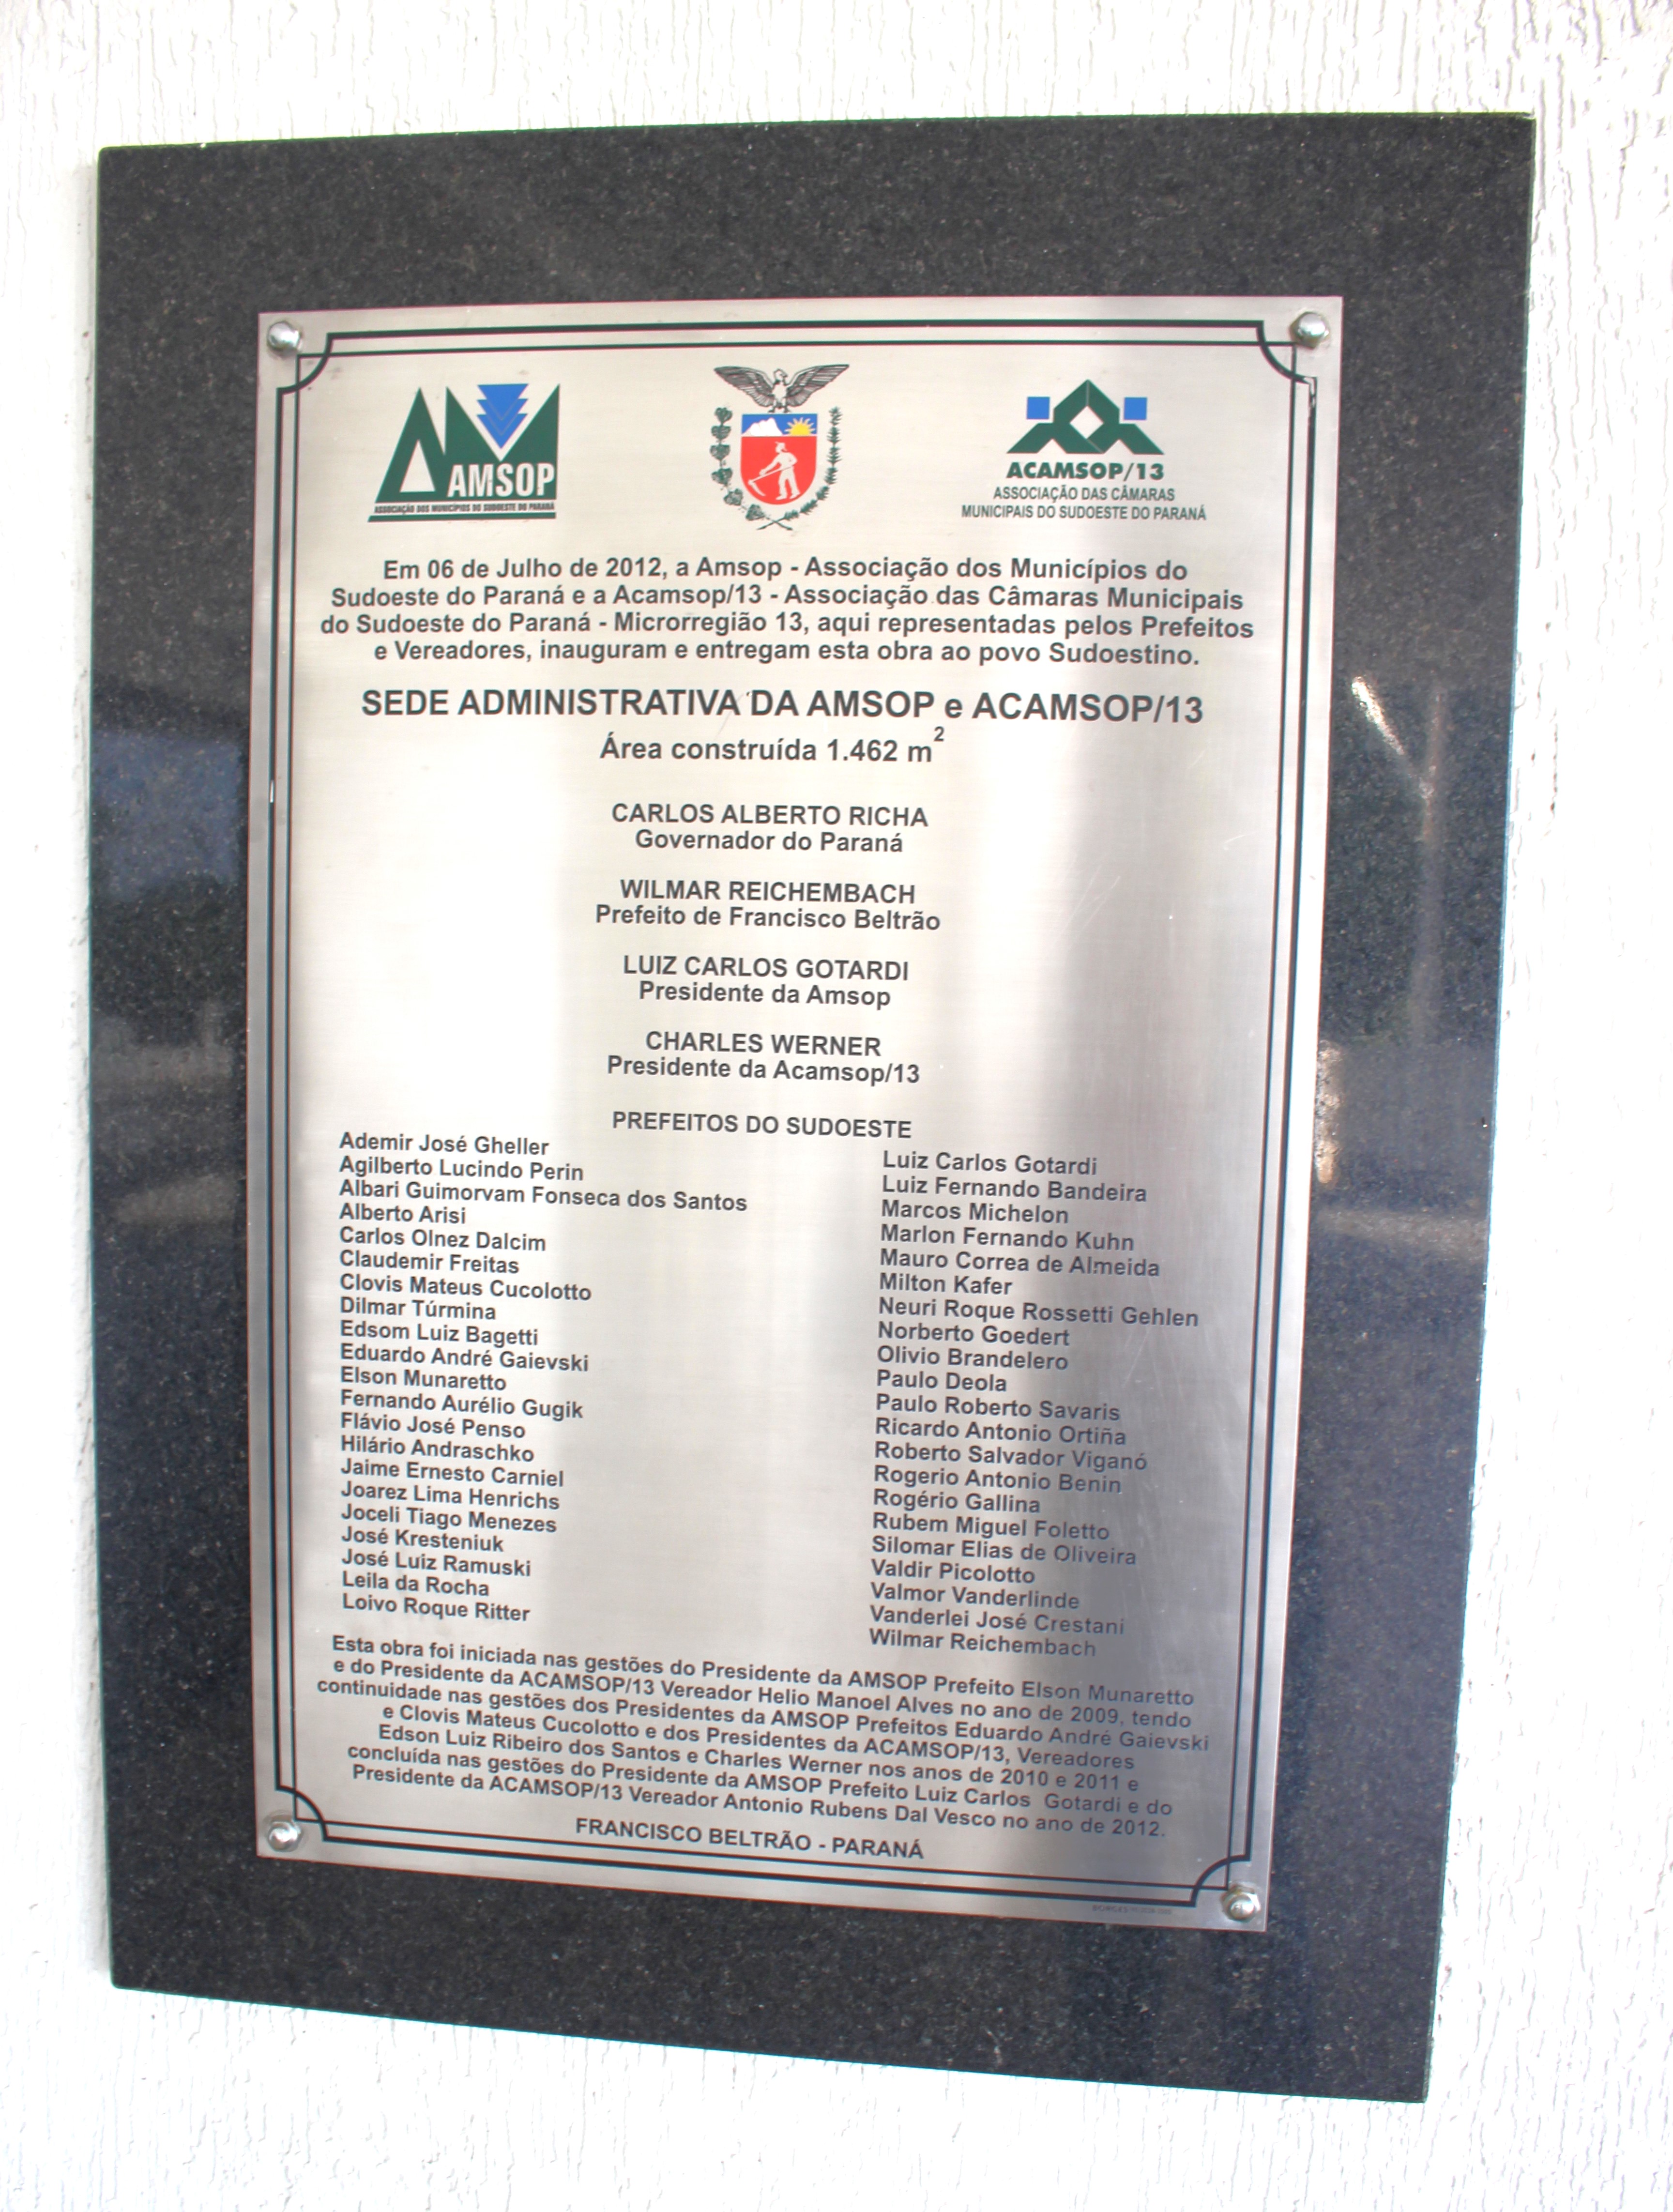 AMSOP
ASSOCIAÇÃO DOS MUNICÍPIOS DO SUDOESTE DO PARANÁ
ACAMSOP/13
ASSOCIAÇÃO DAS CÂMARAS
MUNICIPAIS DO SUDOESTE DO PARANÁ
Em 06 de Julho de 2012, a Amsop - Associação dos Municípios do
Sudoeste do Paraná e a Acamsop/13 - Associação das Câmaras Municipais
do Sudoeste do Paraná - Microrregião 13, aqui representadas pelos Prefeitos
e Vereadores, inauguram e entregam esta obra ao povo Sudoestino.
SEDE ADMINISTRATIVA DA AMSOP e ACAMSOP/13
Área construída 1.462 m²
CARLOS ALBERTO RICHA
Governador do Paraná
WILMAR REICHEMBACH
Prefeito de Francisco Beltrão
LUIZ CARLOS GOTARDI
Presidente da Amsop
CHARLES WERNER
Presidente da Acamsop/13
PREFEITOS DO SUDOESTE
Ademir José Gheller
Agilberto Lucindo Perin
Albari Guimorvam Fonseca dos Santos
Alberto Arisi
Carlos Olnez Dalcim
Claudemir Freitas
Clovis Mateus Cucolotto
Dilmar Túrmina
Edsom Luiz Bagetti
Eduardo André Gaievski
Elson Munaretto
Fernando Aurélio Gugik
Flávio José Penso
Hilário Andraschko
Jaime Ernesto Carniel
Joarez Lima Henrichs
Joceli Tiago Menezes
José Kresteniuk
José Luiz Ramuski
Leila da Rocha
Loivo Roque Ritter
Luiz Carlos Gotardi
Luiz Fernando Bandeira
Marcos Michelon
Marlon Fernando Kuhn
Mauro Correa de Almeida
Milton Kafer
Neuri Roque Rossetti Gehlen
Norberto Goedert
Olivio Brandelero
Paulo Deola
Paulo Roberto Savaris
Ricardo Antonio Ortiña
Roberto Salvador Viganó
Rogerio Antonio Benin
Rogério Gallina
Rubem Miguel Foletto
Silomar Elias de Oliveira
Valdir Picolotto
Valmor Vanderlinde
Vanderlei José Crestani
Wilmar Reichembach
Esta obra foi iniciada nas gestões do Presidente da AMSOP Prefeito Elson Munaretto
e do Presidente da ACAMSOP/13 Vereador Helio Manoel Alves no ano de 2009, tendo
continuidade nas gestões dos Presidentes da AMSOP Prefeitos Eduardo André Gaievski
e Clovis Mateus Cucolotto e dos Presidentes da ACAMSOP/13, Vereadores
Edson Luiz Ribeiro dos Santos e Charles Werner nos anos de 2010 e 2011 e
concluída nas gestões do Presidente da AMSOP Prefeito Luiz Carlos Gotardi e do
Presidente da ACAMSOP/13 Vereador Antonio Rubens Dal Vesco no ano de 2012.
FRANCISCO BELTRÃO - PARANÁ